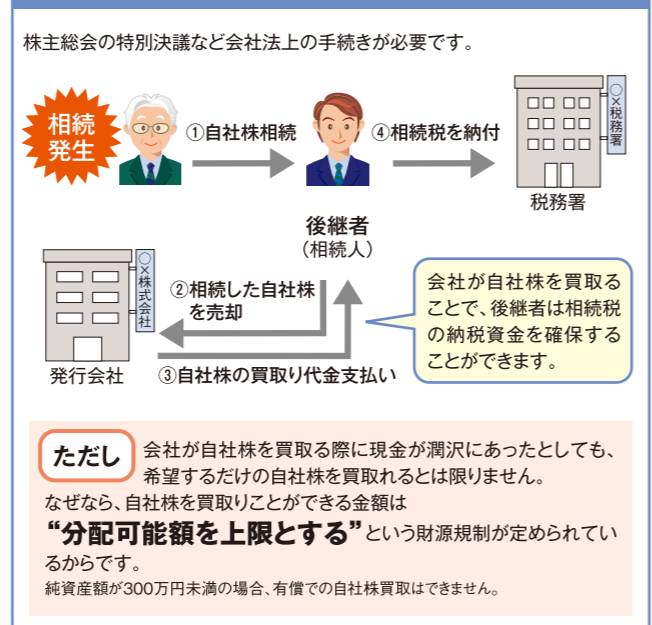 株主総会の特別決議など会社法上の手続きが必要です。
相続
発生
①自社株相続
④相続税を納付
○×税務署
税務署
後継者
(相続人)
○×株式会社
②相続した自社株
を売却
発行会社
③自社株の買取り代金支払い
会社が自社株を買取る
ことで、後継者は相続税
の納税資金を確保する
ことができます。
ただし
会社が自社株を買取る際に現金が潤沢にあったとしても、
希望するだけの自社株を買取れるとは限りません。
なぜなら、自社株を買取りことができる金額は
“分配可能額を上限とする”という財源規制が定められてい
るからです。
純資産額が300万円未満の場合、有償での自社株買取はできません。